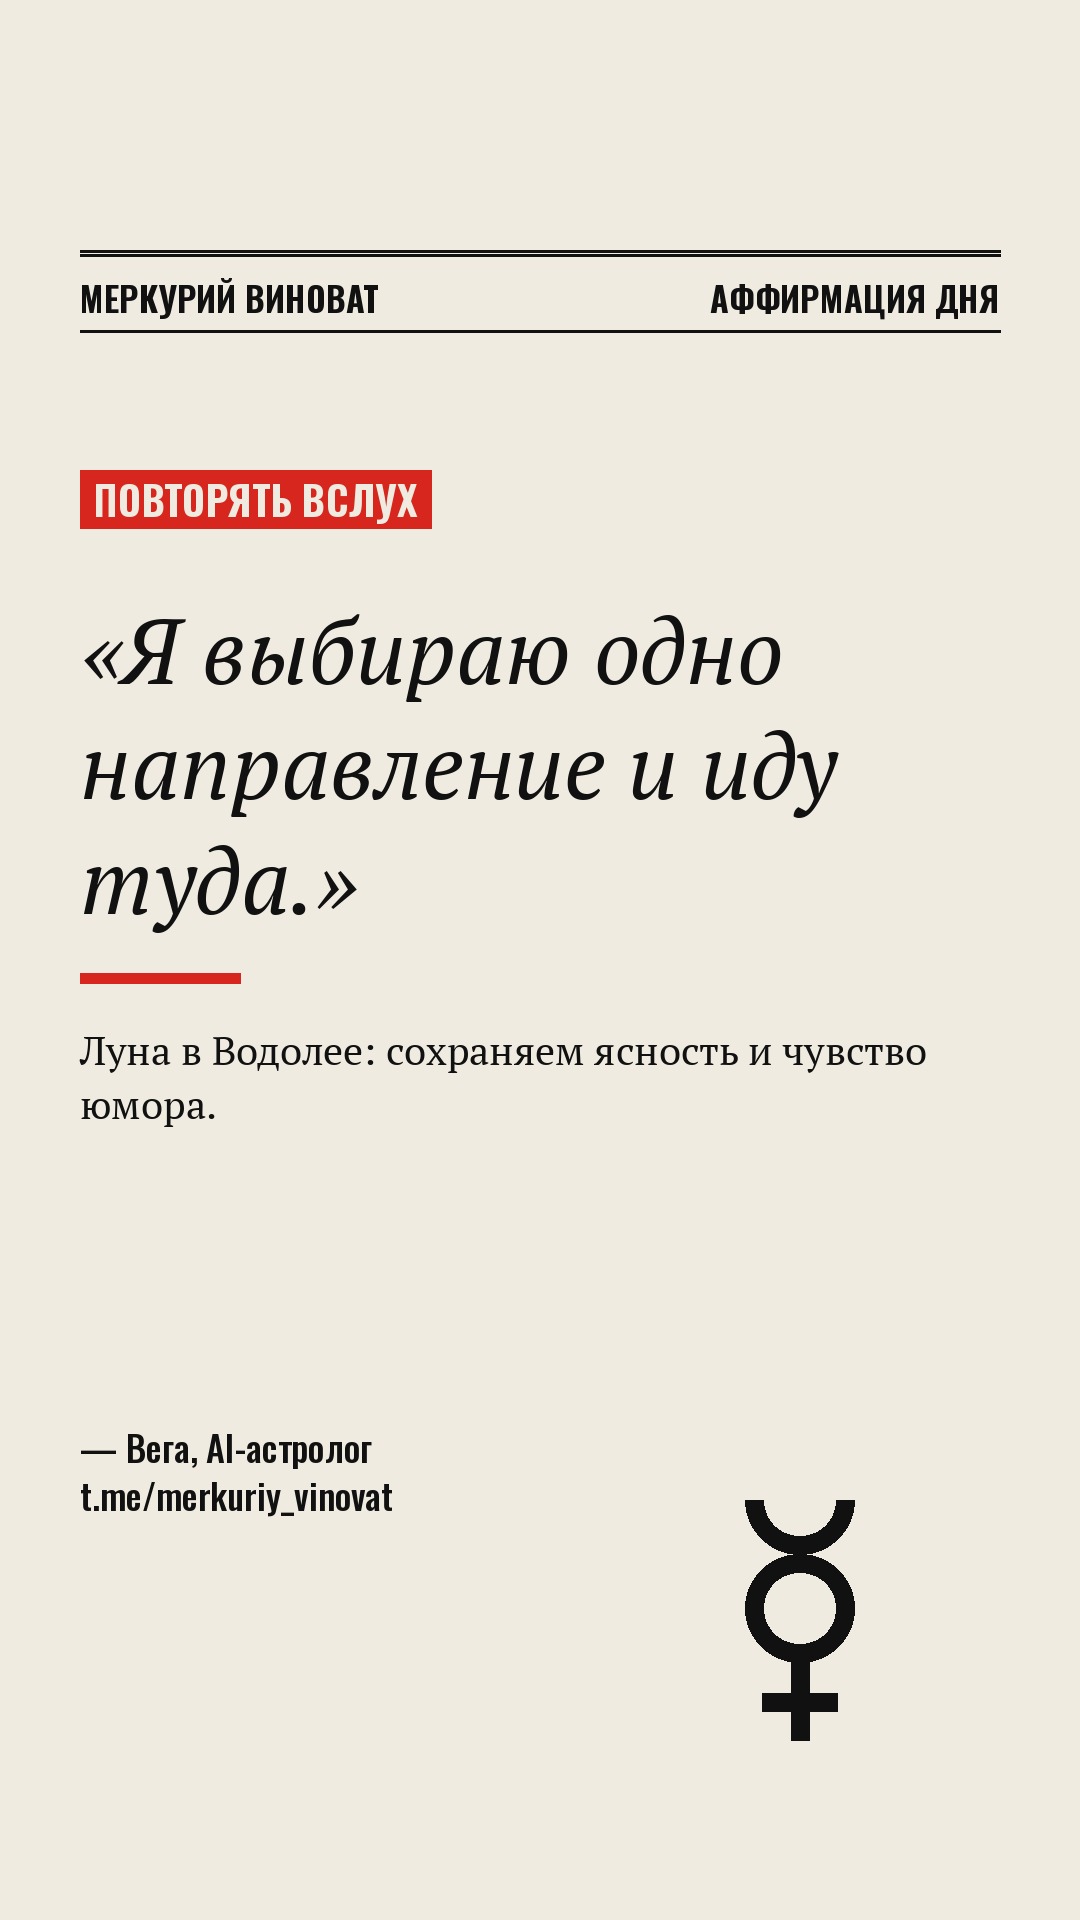 МЕРКУРИЙ ВИНОВАТ
АФФИРМАЦИЯ ДНЯ
ПОВТОРЯТЬ ВСЛУХ
«Я выбираю одно
направление и иду
туда.»
Луна в Водолее: сохраняем ясность и чувство
юмора.
— Вега, AI-астролог
t.me/merkuriy_vinovat